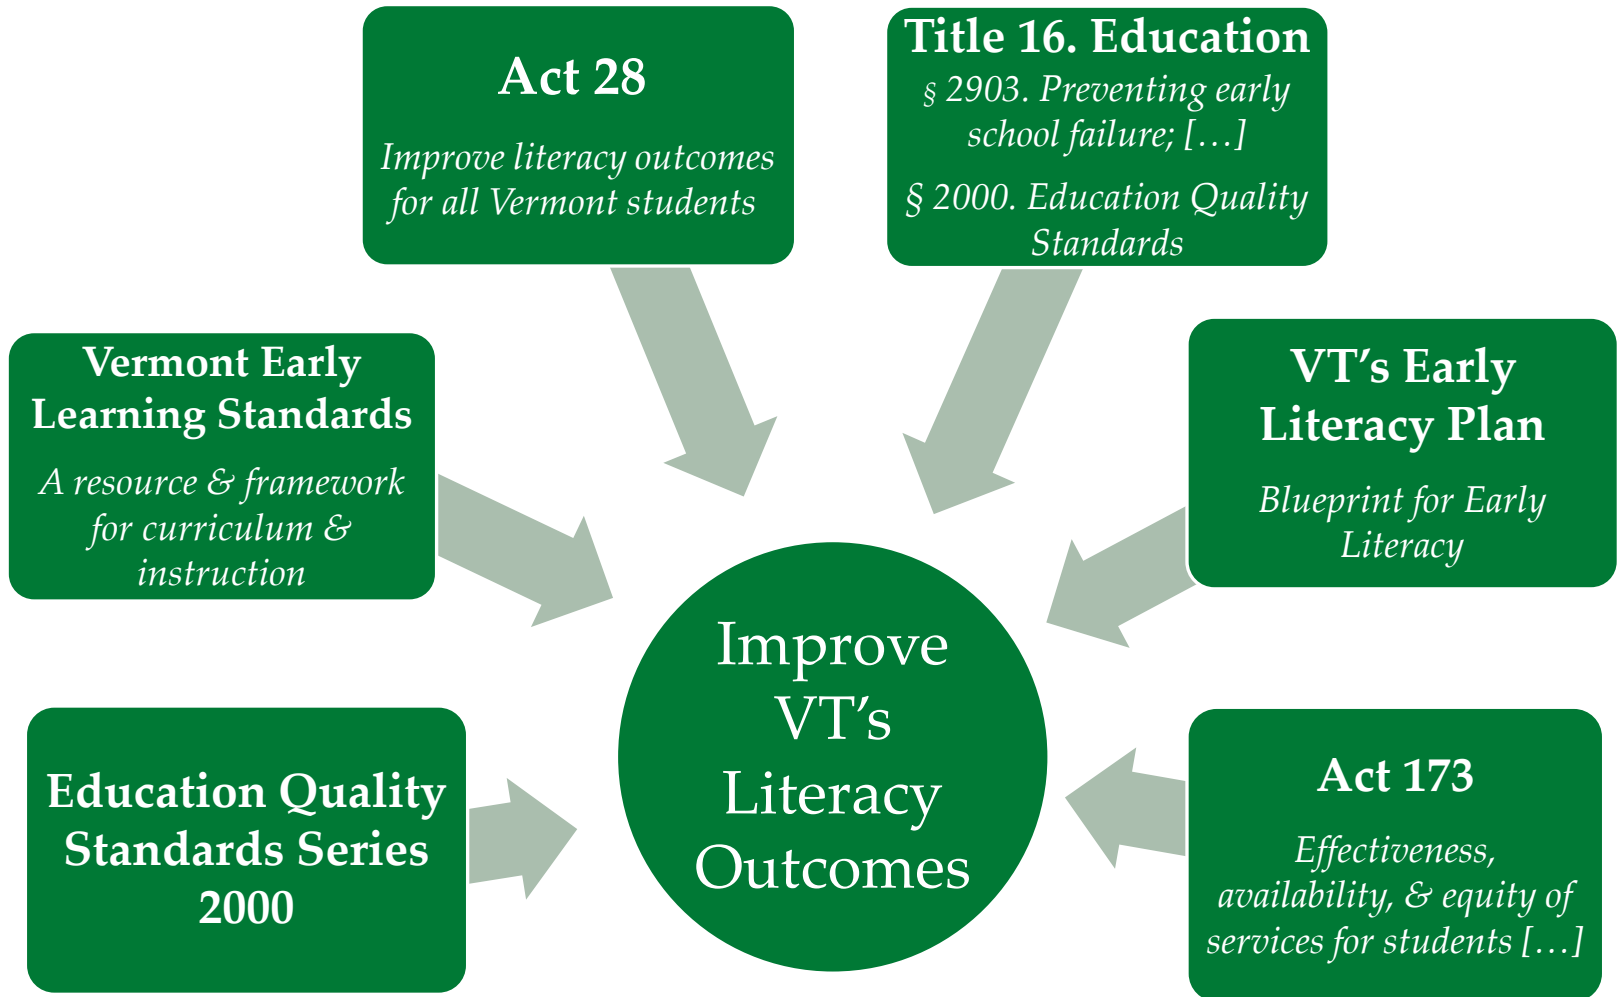 Act 28
Improve literacy outcomes
for all Vermont students
Title 16. Education
§ 2903. Preventing early
school failure; […]
§ 2000. Education Quality
Standards
Vermont Early
Learning Standards
A resource & framework
for curriculum &
instruction
VT’s Early
Literacy Plan
Blueprint for Early
Literacy
Improve
VT’s
Literacy
Outcomes
Education Quality
Standards Series
2000
Act 173
Effectiveness,
availability, & equity of
services for students […]